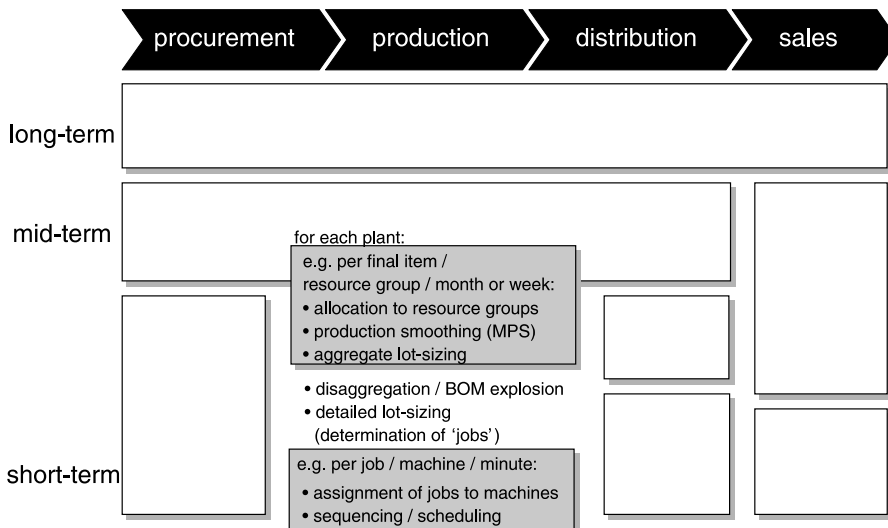 procurement
production
distribution
sales
long-term
mid-term
for each plant:
e.g. per final item /
resource group / month or week:
• allocation to resource groups
• production smoothing (MPS)
• aggregate lot-sizing
• disaggregation / BOM explosion
• detailed lot-sizing
(determination of ‘jobs’)
short-term
e.g. per job / machine / minute:
• assignment of jobs to machines
• sequencing / scheduling